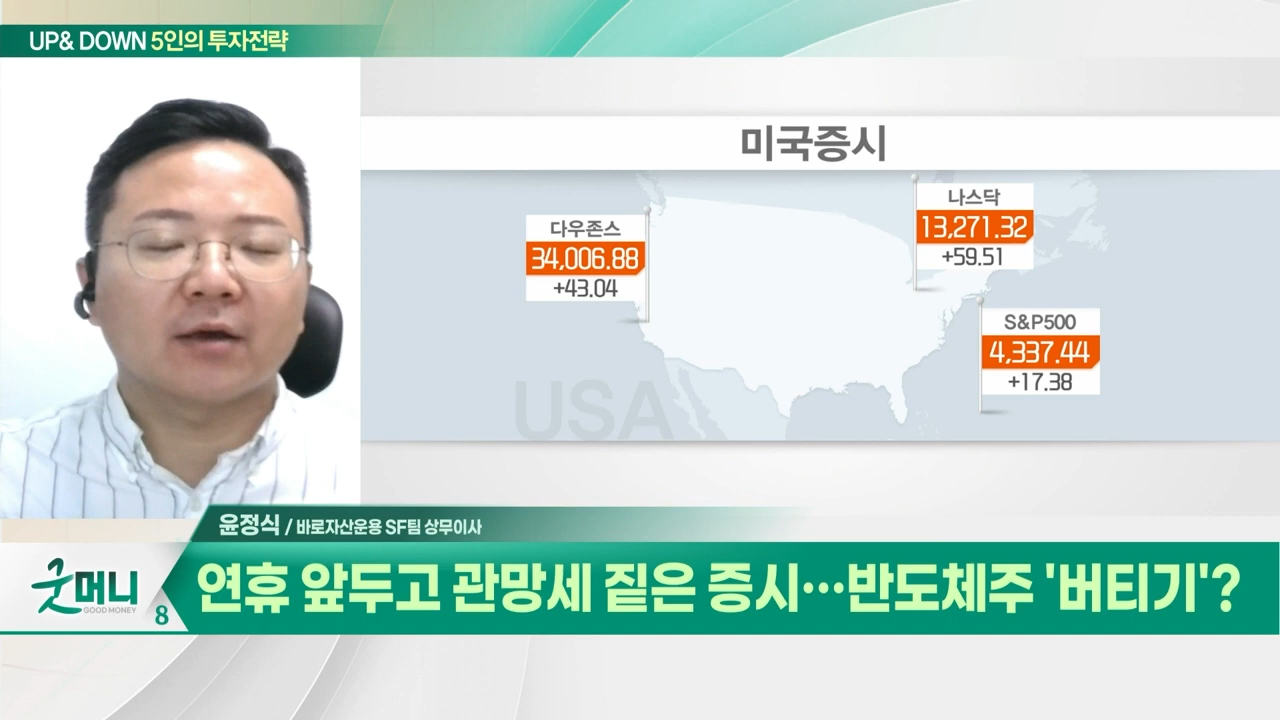 UP& DOWN 5인의 투자전략
미국증시
다우존스
34,006.88
+43.04
나스닥
13,271.32
+59.51
S&P500
4,337.44
+17.38
USA
윤정식 / 바로자산운용 SF팀 상무이사
굿머니
GOOD MONEY
8
연휴 앞두고 관망세 짙은 증시…반도체주 '버티기'?